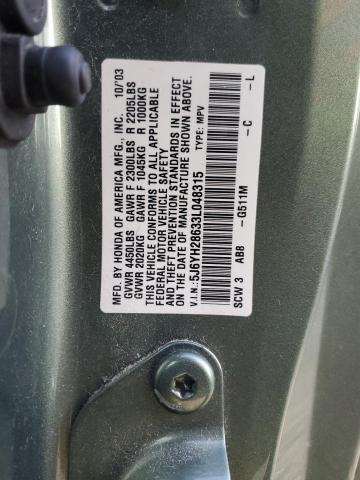 MFD. BY HONDA OF AMERICA MFG., INC. 10/'03
GVWR 4450LBS GAWR F 2300LBS R 2205LBS
GVWR 2020KG GAWR F 1045KG R 1000KG
THIS VEHICLE CONFORMS TO ALL APPLICABLE
FEDERAL MOTOR VEHICLE SAFETY
AND THEFT PREVENTION STANDARDS IN EFFECT
ON THE DATE OF MANUFACTURE SHOWN ABOVE.
V.I.N.: 5J6YH28633L048315 TYPE: MPV
SCW 3 AB8 -G511M -C -L